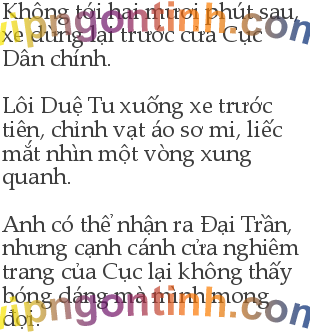 Không tới hai mươi phút sau,
xe dừng lại trước cửa Cục
Dân chính.
Lôi Duệ Tu xuống xe trước
tiên, chỉnh vạt áo sơ mi, liếc
mắt nhìn một vòng xung
quanh.
Anh có thể nhận ra Đại Trần,
nhưng cạnh cánh cửa nghiêm
trang của Cục lại không thấy
bóng dáng mà mình mong
đợi.
vipngontinh.com
vipngontinh.com